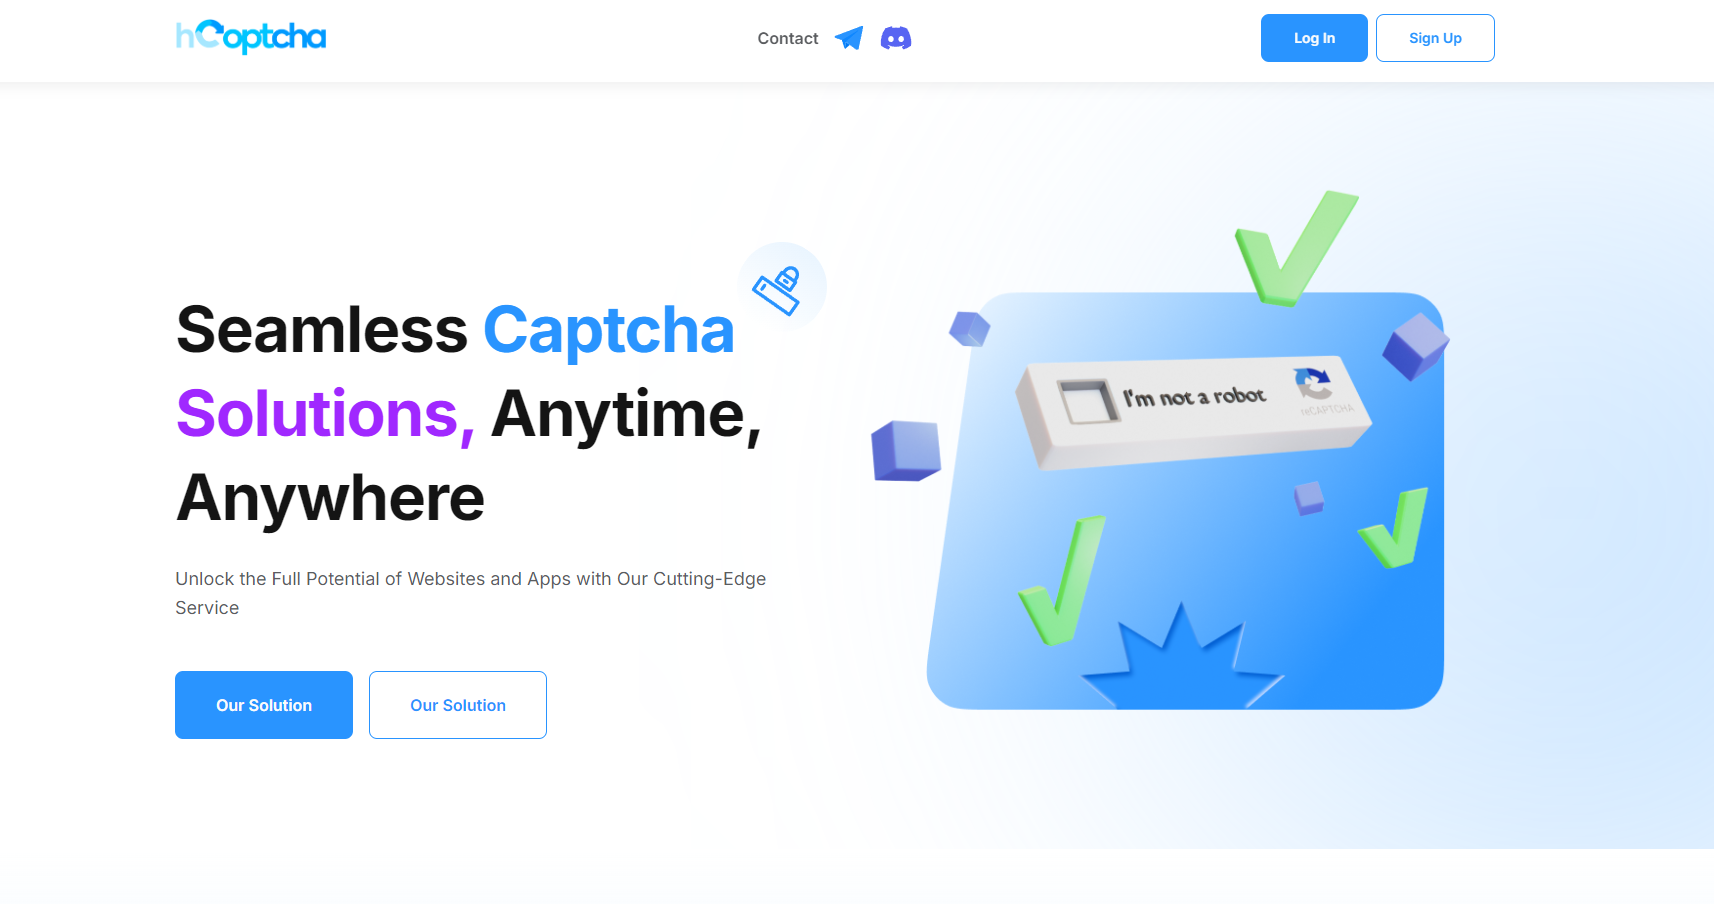 hCoptcha
Contact
Log In
Sign Up
Seamless Captcha
Solutions, Anytime,
Anywhere
Unlock the Full Potential of Websites and Apps with Our Cutting-Edge
Service
Our Solution
Our Solution
I'm not a robot
reCAPTCHA